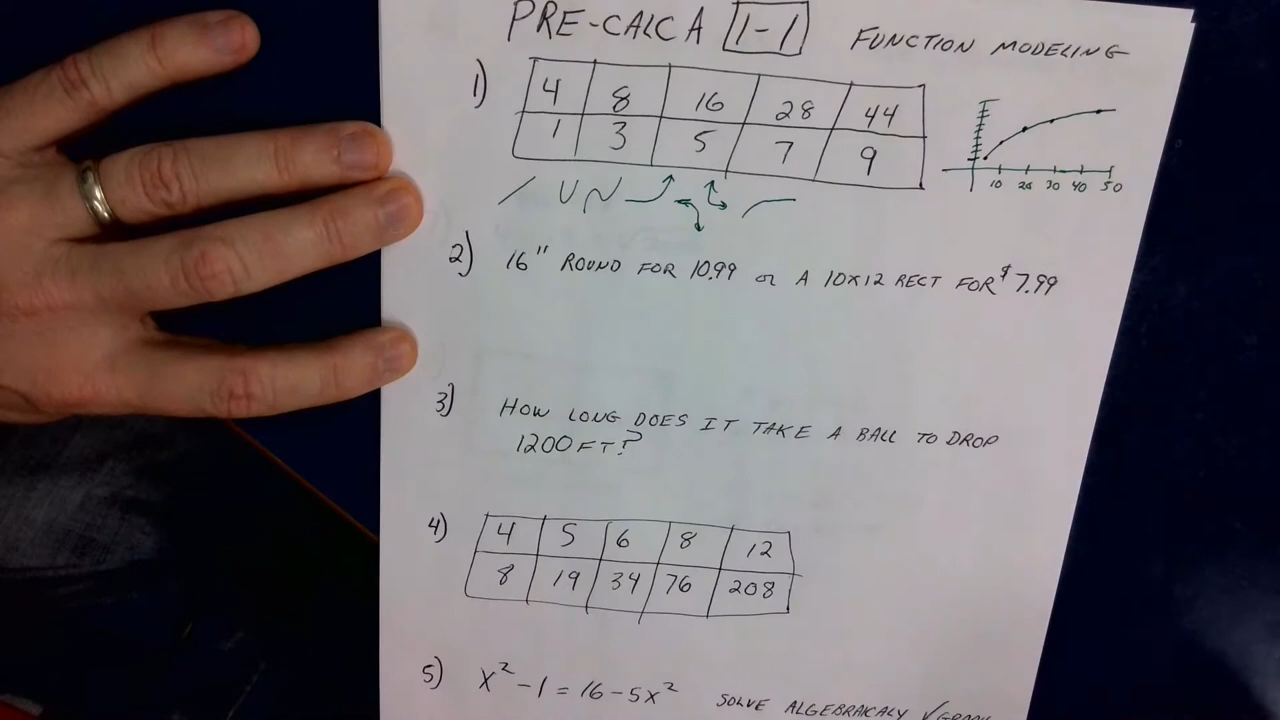 PRE-CALC A 1-1 FUNCTION MODELING
1)
4 8 16 28 44
1 3 5 7 9
10 20 30 40 50
2) 16" ROUND FOR 10.99 or A 10X12 RECT FOR $7.99
3) HOW LONG DOES IT TAKE A BALL TO DROP
1200 FT?
4)
4 5 6 8 12
8 19 34 76 208
5) X² - 1 = 16 - 5X² SOLVE ALGEBRAICALY √GRAPH